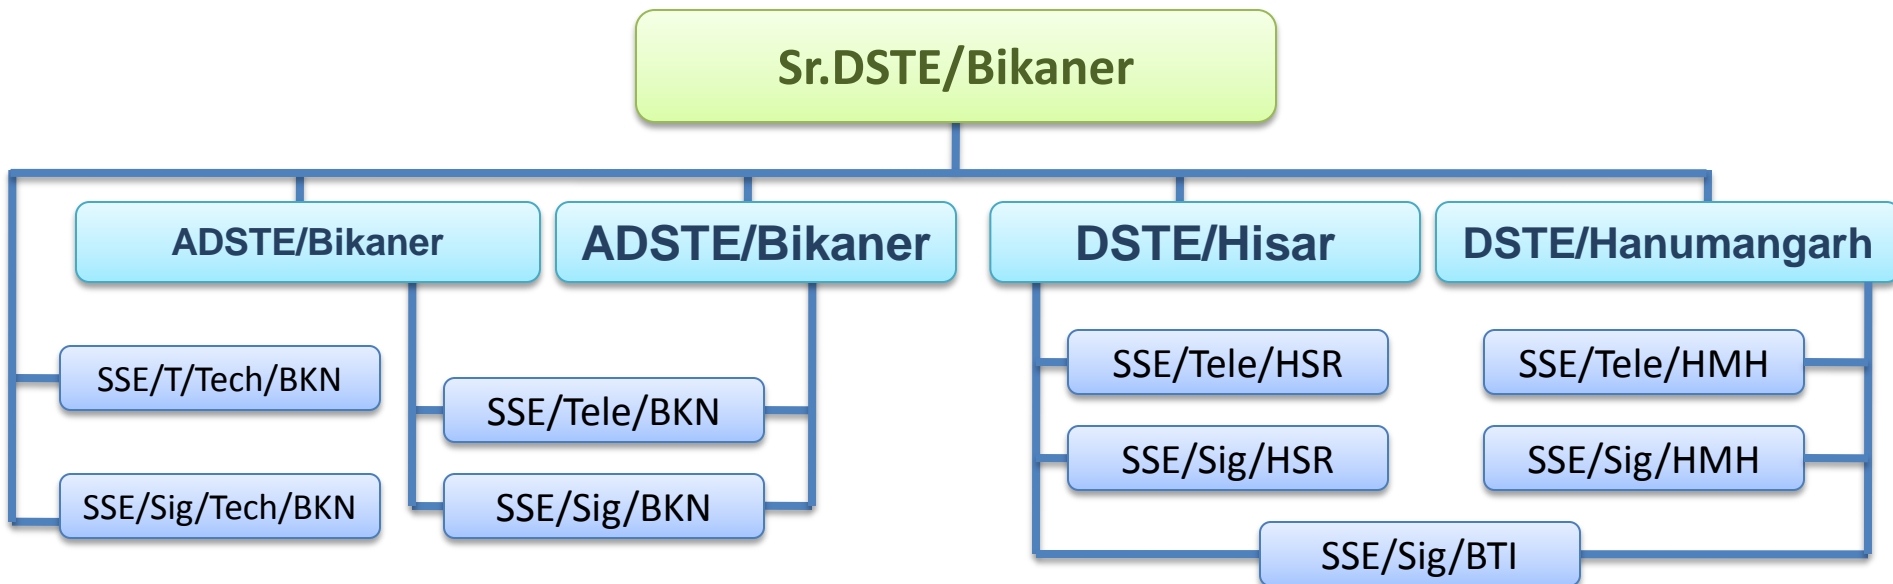 Sr.DSTE/Bikaner
ADSTE/Bikaner
ADSTE/Bikaner
DSTE/Hisar
DSTE/Hanumangarh
SSE/T/Tech/BKN
SSE/Sig/Tech/BKN
SSE/Tele/BKN
SSE/Sig/BKN
SSE/Tele/HSR
SSE/Sig/HSR
SSE/Tele/HMH
SSE/Sig/HMH
SSE/Sig/BTI